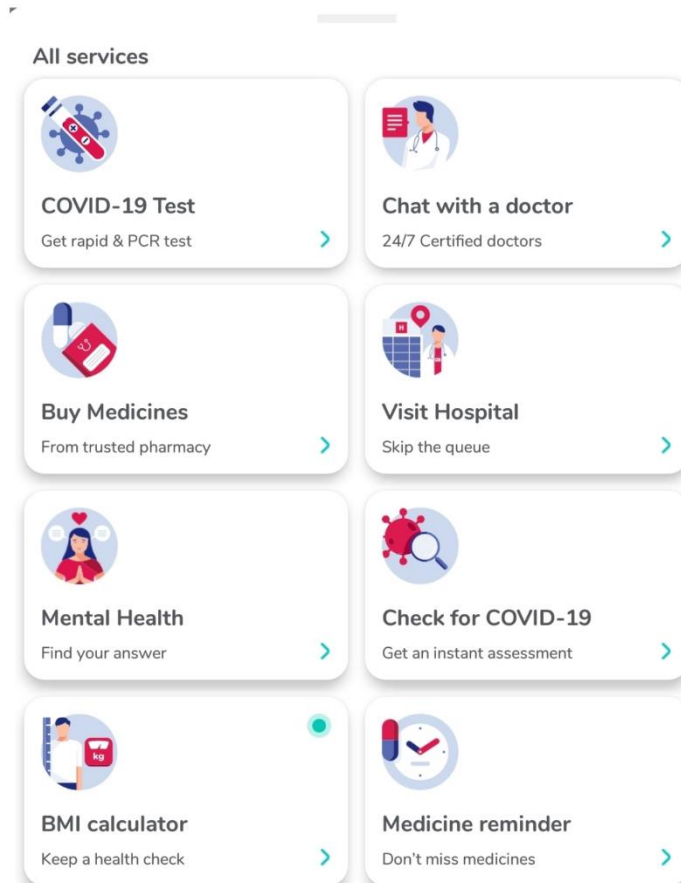 All services
COVID-19 Test
Get rapid & PCR test
Chat with a doctor
24/7 Certified doctors
Buy Medicines
From trusted pharmacy
H
Visit Hospital
Skip the queue
Mental Health
Find your answer
Check for COVID-19
Get an instant assessment
kg
BMI calculator
Keep a health check
Medicine reminder
Don't miss medicines